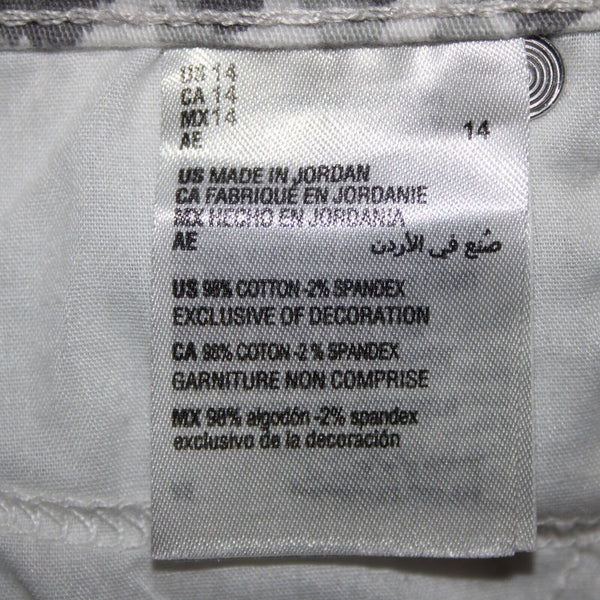 US 14
CA 14
MX 14
AE 14
US MADE IN JORDAN
CA FABRIQUÉ EN JORDANIE
MX HECHO EN JORDANIA
AE صُنع في الأردن
US 98% COTTON -2% SPANDEX
EXCLUSIVE OF DECORATION
CA 98% COTON -2 % SPANDEX
GARNITURE NON COMPRISE
MX 98% algodón -2% spandex
exclusivo de la decoración